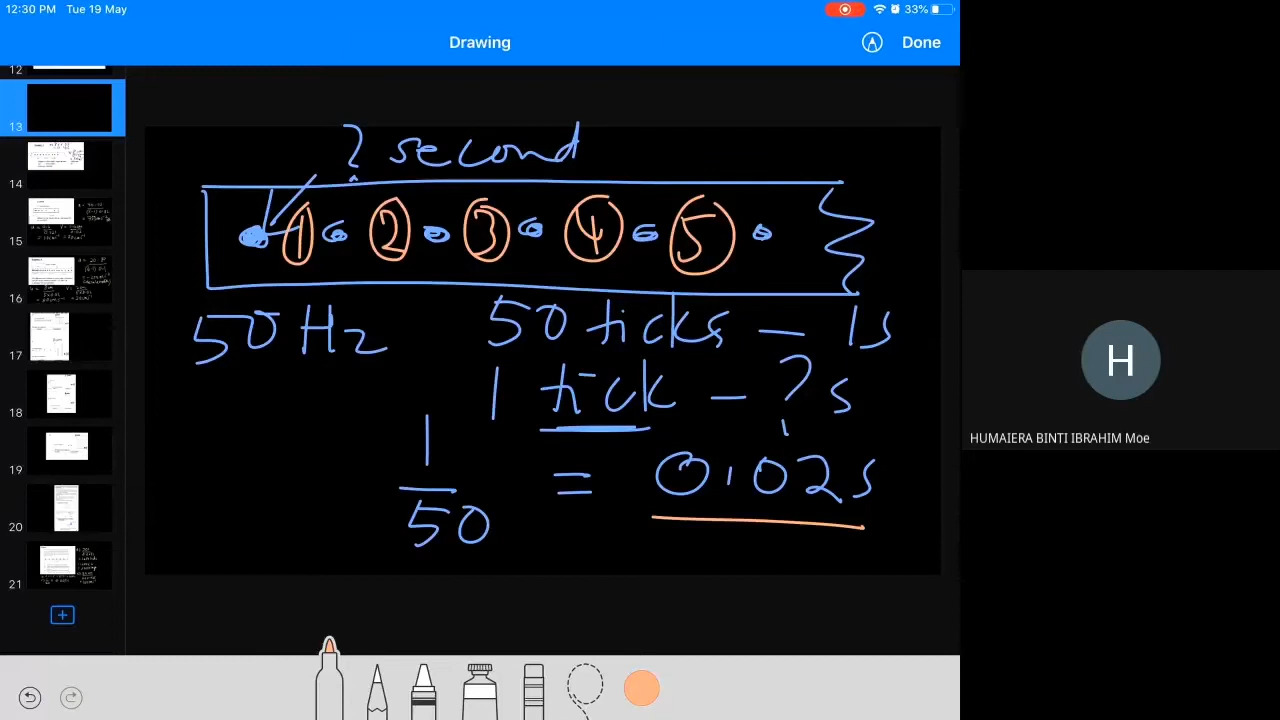 12:30 PM Tue 19 May
33%
Drawing
Done
12
13
14
15
16
17
18
19
20
21
? second
1 2 3 4 5
50 Hz
50 ticks — 1s
1 tick — ? s
1
50
= 0.02s
H
HUMAIERA BINTI IBRAHIM Moe